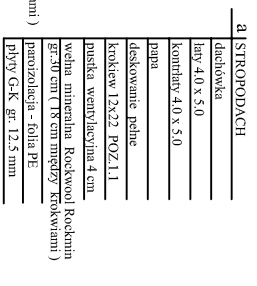 a STROPODACH
dachówka
łaty 4.0 x 5.0
kontrłaty 4.0 x 5.0
papa
deskowanie pełne
krokiew 12x22 POZ.1.1
pustka wentylacyjna 4 cm
wełna mineralna Rockwool Rockmin
gr.30 cm ( 18 cm między krokwiami )
paroizolacja - folia PE
płyty G-K gr. 12.5 mm
ami )